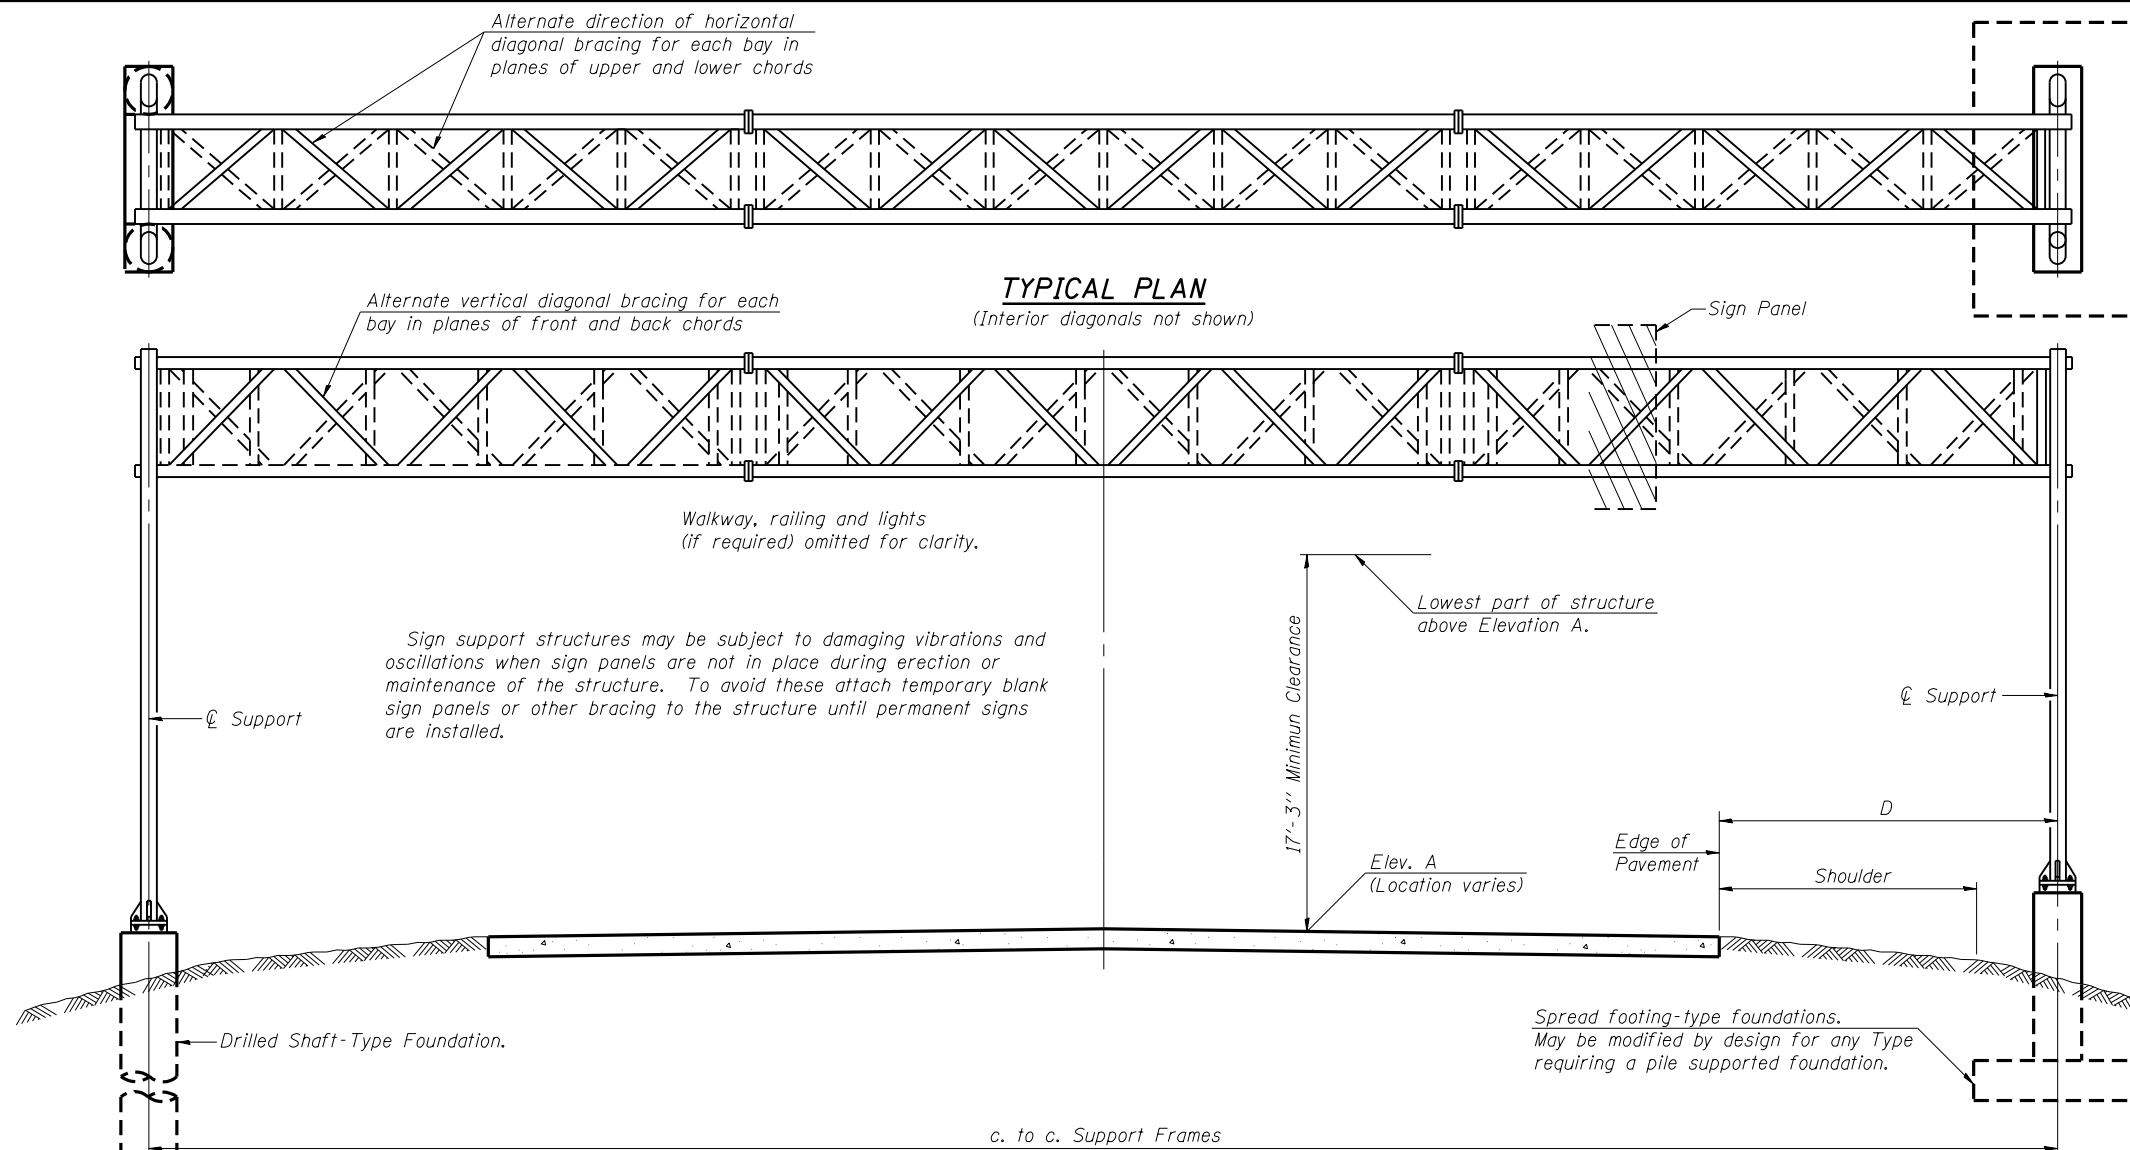 Alternate direction of horizontal
diagonal bracing for each bay in
planes of upper and lower chords
TYPICAL PLAN
(Interior diagonals not shown)
Alternate vertical diagonal bracing for each
bay in planes of front and back chords
Sign Panel
Walkway, railing and lights
(if required) omitted for clarity.
Lowest part of structure
above Elevation A.
Sign support structures may be subject to damaging vibrations and
oscillations when sign panels are not in place during erection or
maintenance of the structure. To avoid these attach temporary blank
sign panels or other bracing to the structure until permanent signs
are installed.
17'-3'' Minimun Clearance
℄ Support
℄ Support
D
Edge of
Pavement
Shoulder
Elev. A
(Location varies)
Drilled Shaft-Type Foundation.
Spread footing-type foundations.
May be modified by design for any Type
requiring a pile supported foundation.
c. to c. Support Frames